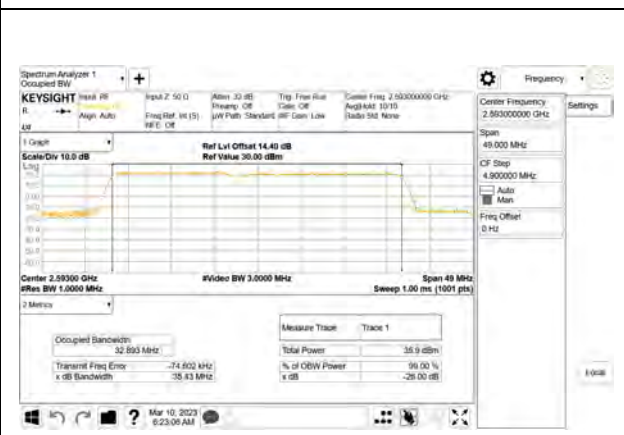 Spectrum Analyzer 1
Occupied BW
+
Frequency
KEYSIGHT
Input: RF
Align: Auto
Input Z: 50 Ω
Freq Ref: Int (S)
NFE: Off
Atten: 32 dB
Preamp: Off
µW Path: Standard
Trig: Free Run
Gate: Off
#IF Gain: Low
Center Freq: 2.593000000 GHz
Avg|Hold: 10/10
Radio Std: None
Center Frequency
2.593000000 GHz
Settings
Span
49.000 MHz
CF Step
4.900000 MHz
Auto
Man
Freq Offset
0 Hz
1 Graph
Scale/Div 10.0 dB
Log
Ref Lvl Offset 14.40 dB
Ref Value 30.00 dBm
Center 2.59300 GHz
#Res BW 1.0000 MHz
#Video BW 3.0000 MHz
Span 49 MHz
Sweep 1.00 ms (1001 pts)
2 Metrics
Occupied Bandwidth
32.893 MHz
Transmit Freq Error -74.602 kHz
x dB Bandwidth 35.43 MHz
Measure Trace Trace 1
Total Power 35.9 dBm
% of OBW Power 99.00 %
x dB -26.00 dB
Local
?
Mar 10, 2023
6:23:06 AM